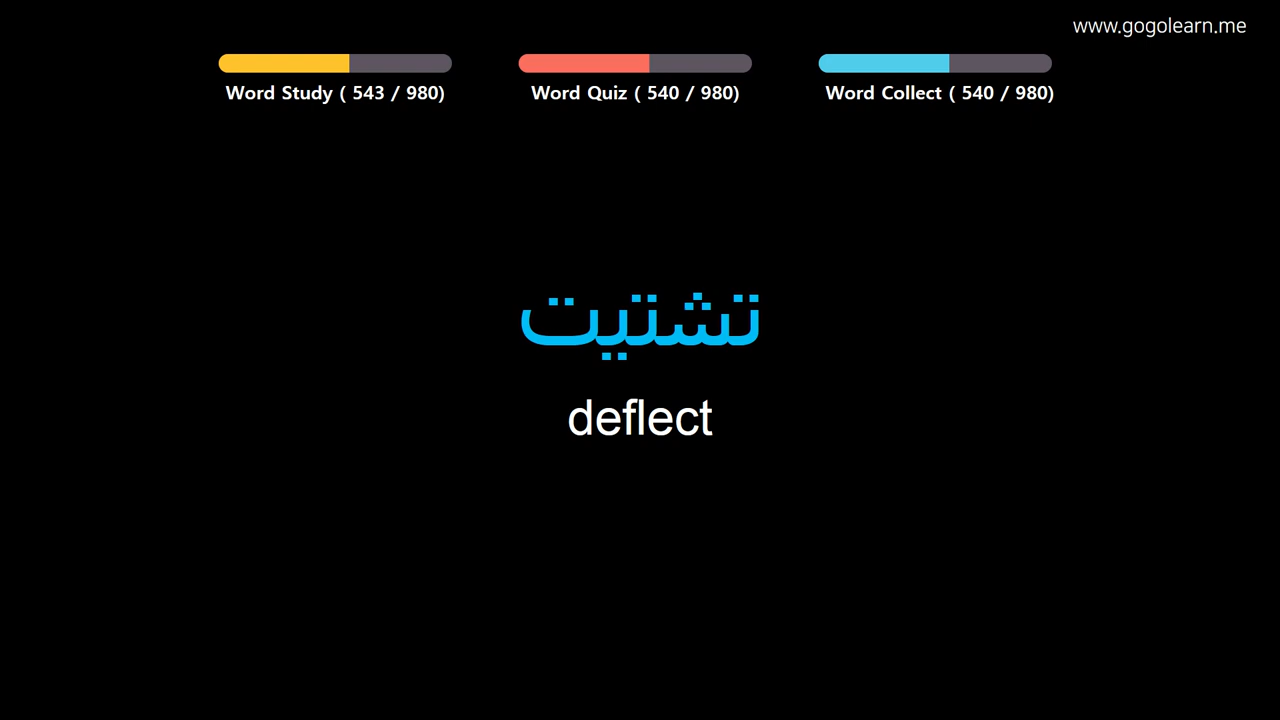 www.gogolearn.me
Word Study ( 543 / 980)
Word Quiz ( 540 / 980)
Word Collect ( 540 / 980)
تشتيت
deflect